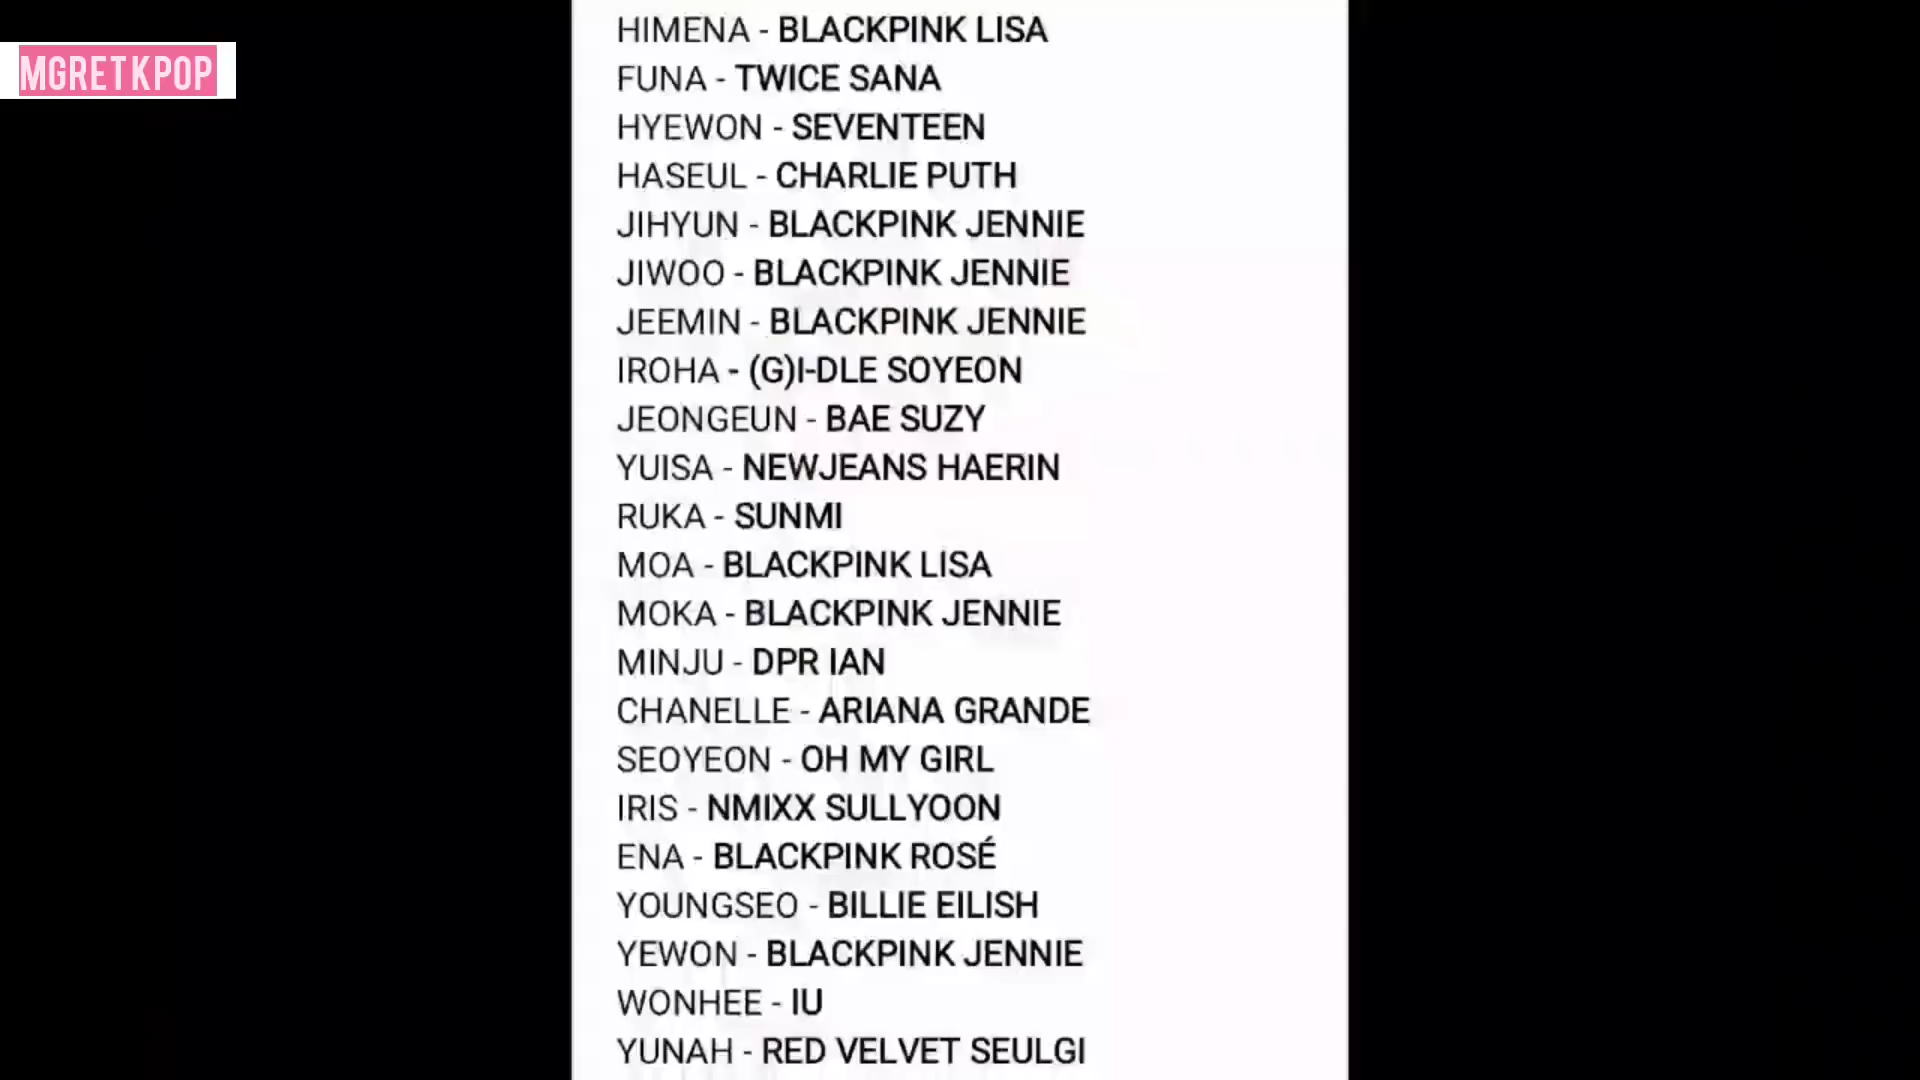 MGRETKPOP
HIMENA - BLACKPINK LISA
FUNA - TWICE SANA
HYEWON - SEVENTEEN
HASEUL - CHARLIE PUTH
JIHYUN - BLACKPINK JENNIE
JIWOO - BLACKPINK JENNIE
JEEMIN - BLACKPINK JENNIE
IROHA - (G)I-DLE SOYEON
JEONGEUN - BAE SUZY
YUISA - NEWJEANS HAERIN
RUKA - SUNMI
MOA - BLACKPINK LISA
MOKA - BLACKPINK JENNIE
MINJU - DPR IAN
CHANELLE - ARIANA GRANDE
SEOYEON - OH MY GIRL
IRIS - NMIXX SULLYOON
ENA - BLACKPINK ROSÉ
YOUNGSEO - BILLIE EILISH
YEWON - BLACKPINK JENNIE
WONHEE - IU
YUNAH - RED VELVET SEULGI